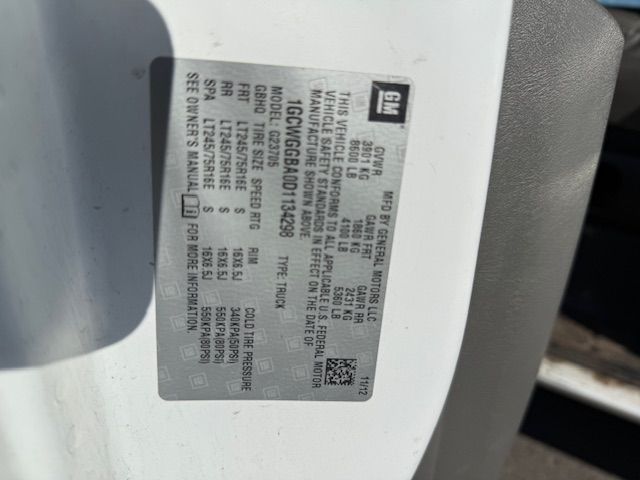 GM
MFD BY GENERAL MOTORS LLC 11/12
GVWR GAWR FRT GAWR RR
3901 KG 1860 KG 2431 KG
8600 LB 4100 LB 5360 LB
THIS VEHICLE CONFORMS TO ALL APPLICABLE U.S. FEDERAL MOTOR
VEHICLE SAFETY STANDARDS IN EFFECT ON THE DATE OF
MANUFACTURE SHOWN ABOVE.
1GCWGGBA0D1134298 TYPE: TRUCK
MODEL: G23705
GBHQ TIRE SIZE SPEED RTG RIM COLD TIRE PRESSURE
FRT LT245/75R16E S 16X6.5J 340KPA(50PSI)
RR LT245/75R16E S 16X6.5J 550KPA(80PSI)
SPA LT245/75R16E S 16X6.5J 550KPA(80PSI)
SEE OWNER'S MANUAL FOR MORE INFORMATION.